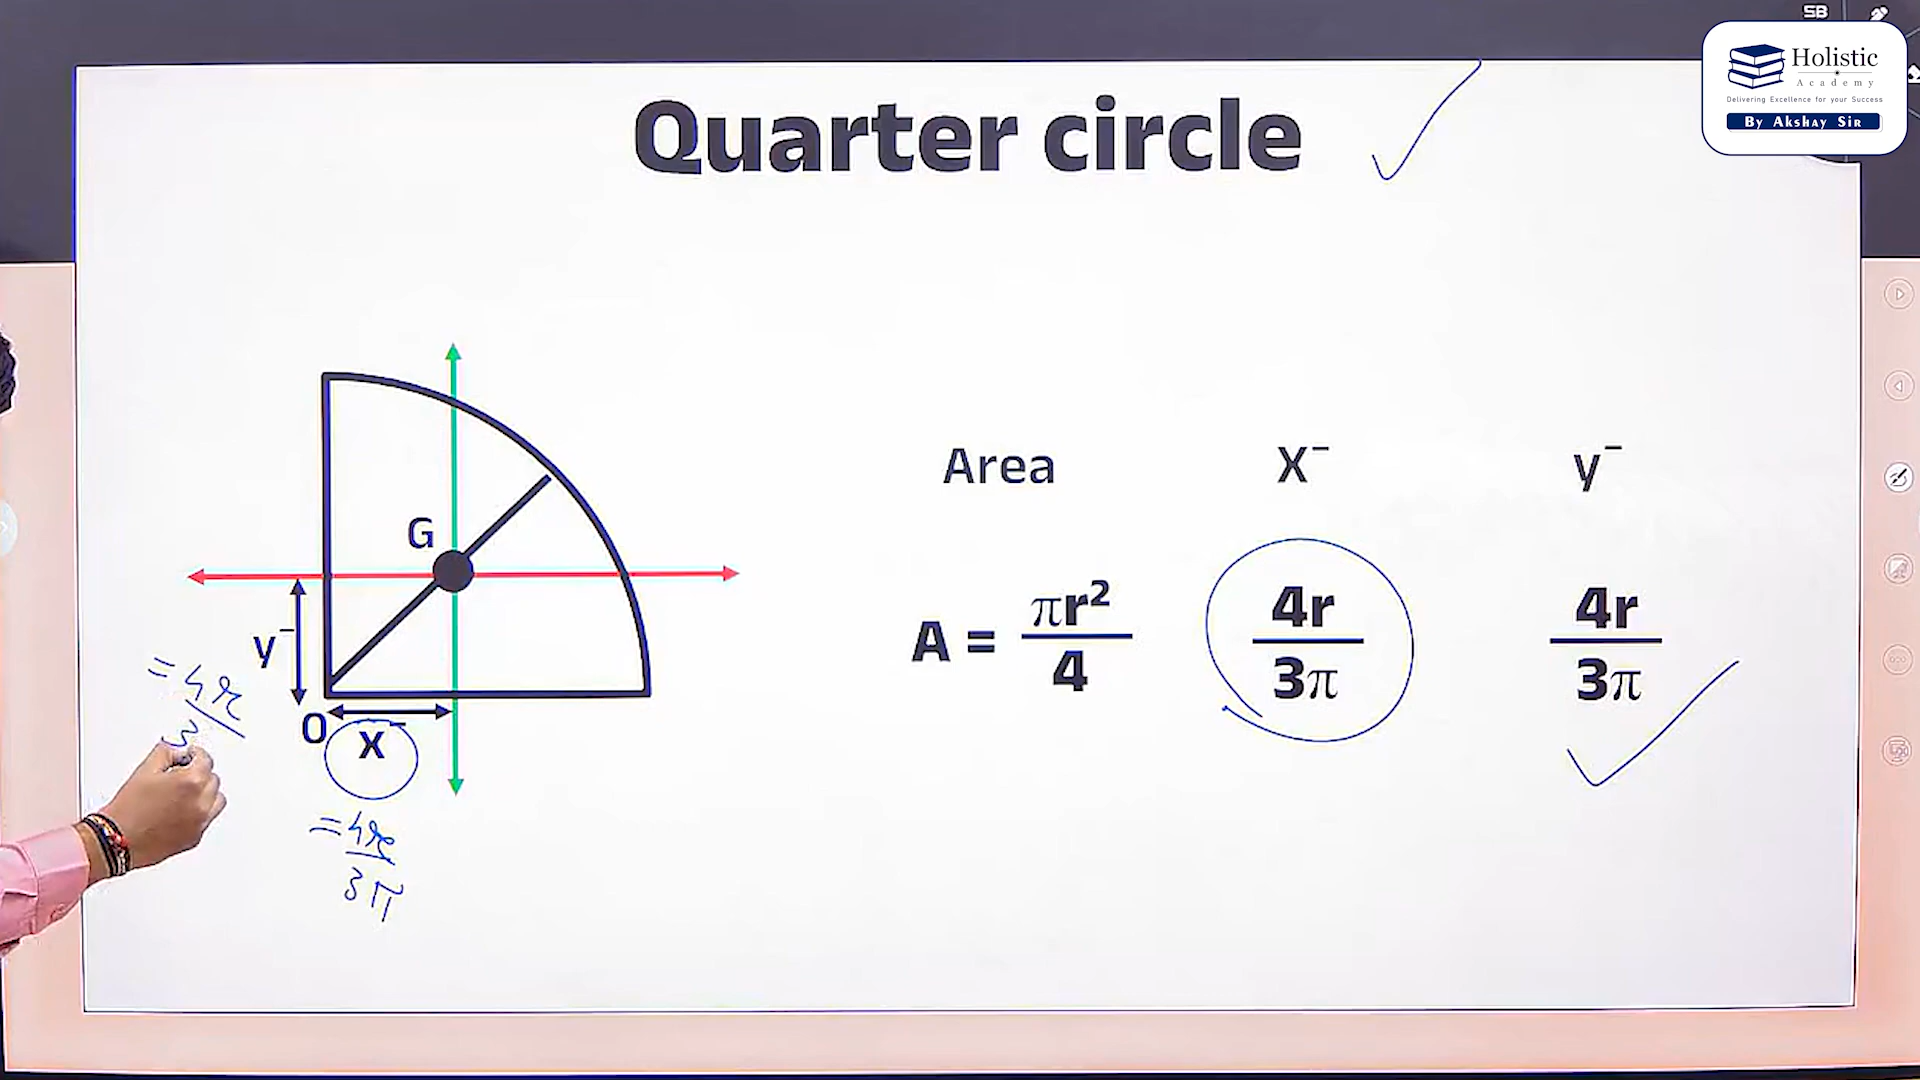 SB
Holistic
Academy
Delivering Excellence for your Success
By Akshay Sir
Quarter circle
G
y¯
= 4r
3
O
X¯
= 4r
3π
Area
X¯
y¯
A = πr²
4
4r
3π
4r
3π